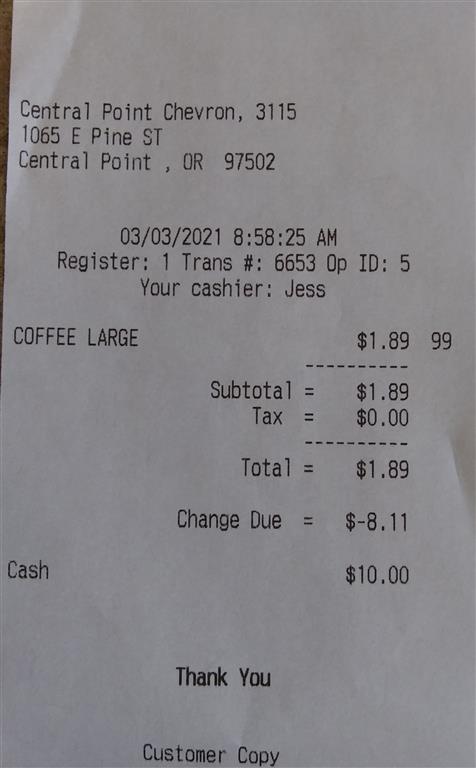 Central Point Chevron, 3115
1065 E Pine ST
Central Point , OR 97502
03/03/2021 8:58:25 AM
Register: 1 Trans #: 6653 Op ID: 5
Your cashier: Jess
COFFEE LARGE $1.89 99
----------
Subtotal = $1.89
Tax = $0.00
----------
Total = $1.89
Change Due = $-8.11
Cash $10.00
Thank You
Customer Copy